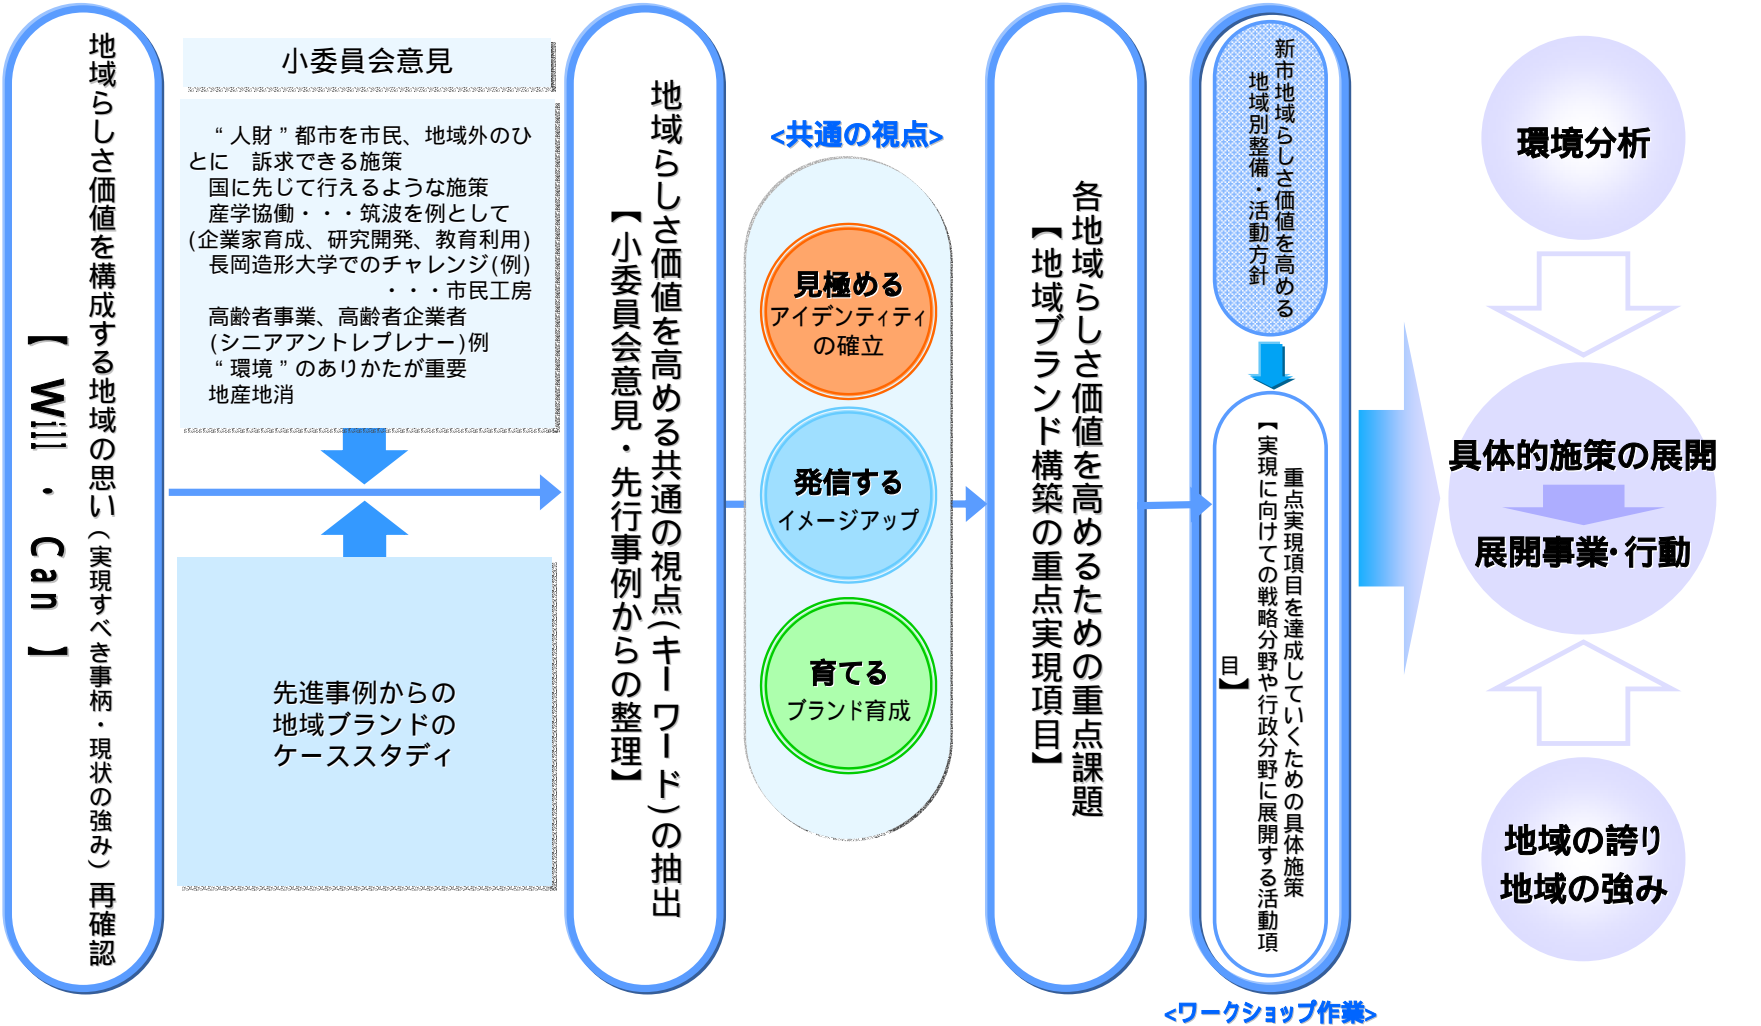 地域らしさ価値を構成する地域の思い(実現すべき事柄・現状の強み)再確認
【 Will ・ Can 】
小委員会意見
“人財”都市を市民、地域外のひ
とに 訴求できる施策
国に先じて行えるような施策
産学協働・・・筑波を例として
(企業家育成、研究開発、教育利用)
長岡造形大学でのチャレンジ(例)
・・・市民工房
高齢者事業、高齢者企業者
(シニアアントレプレナー)例
“環境”のありかたが重要
地産地消
先進事例からの
地域ブランドの
ケーススタディ
地域らしさ価値を高める共通の視点(キーワード)の抽出
【小委員会意見・先行事例からの整理】
<共通の視点>
見極める
アイデンティティ
の確立
発信する
イメージアップ
育てる
ブランド育成
各地域らしさ価値を高めるための重点課題
【地域ブランド構築の重点実現項目】
新市地域らしさ価値を高める
地域別整備・活動方針
重点実現項目を達成していくための具体施策
【実現に向けての戦略分野や行政分野に展開する活動項
目】
<ワークショップ作業>
環境分析
具体的施策の展開
展開事業・行動
地域の誇り
地域の強み